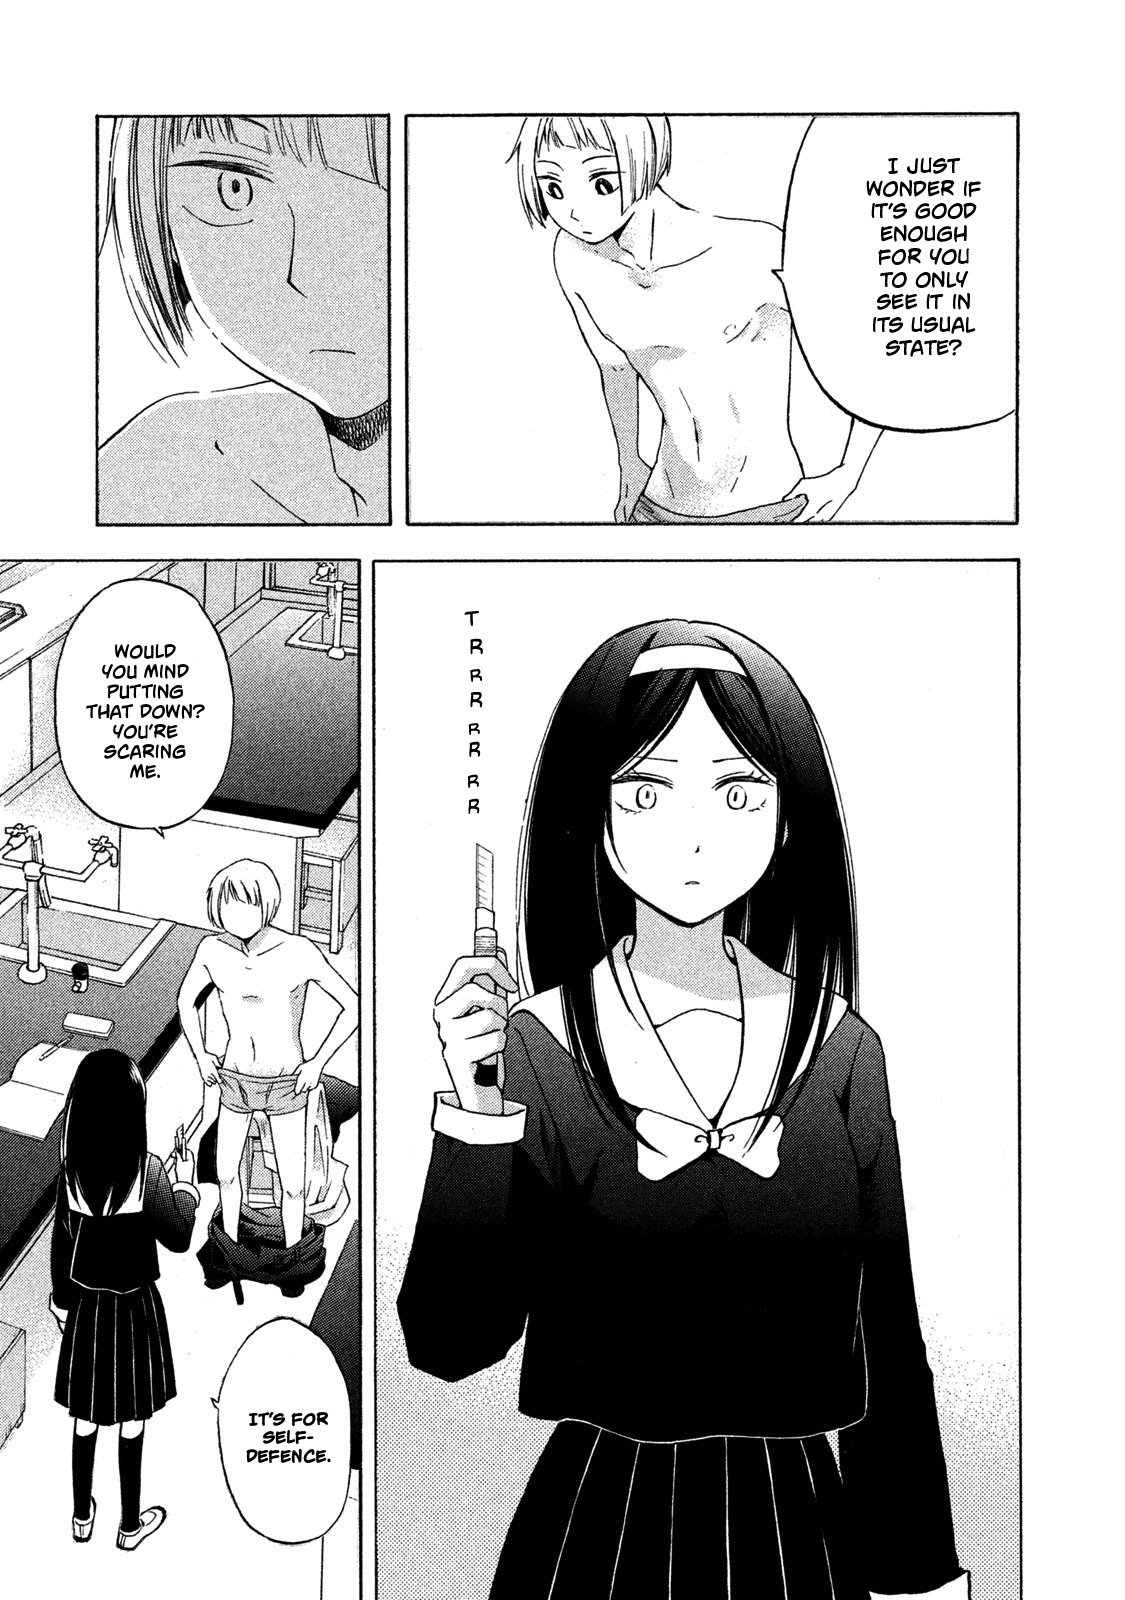 I JUST
WONDER IF
IT'S GOOD
ENOUGH
FOR YOU
TO ONLY
SEE IT IN
ITS USUAL
STATE?
TRRRRRRR
WOULD
YOU MIND
PUTTING
THAT DOWN?
YOU'RE
SCARING
ME.
IT'S FOR
SELF-
DEFENCE.